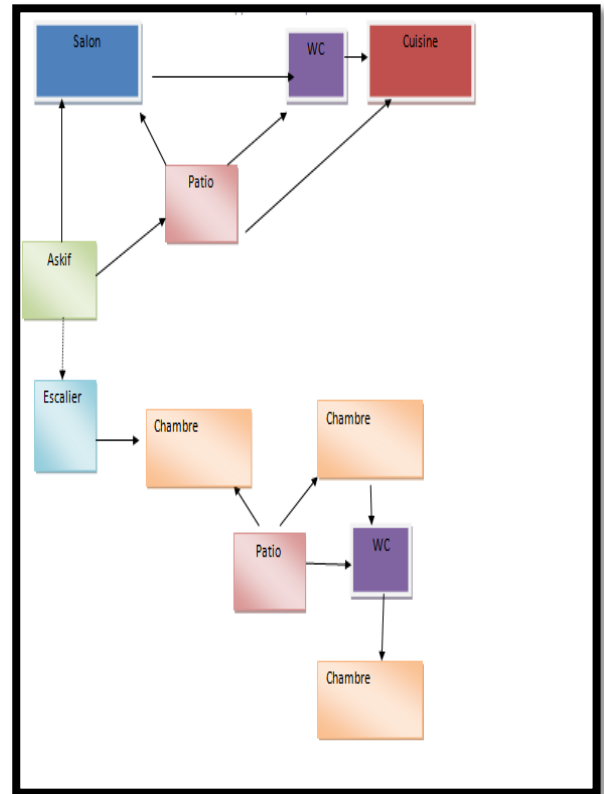 Salon
WC
Cuisine
Patio
Askif
Escalier
Chambre
Chambre
Patio
WC
Chambre